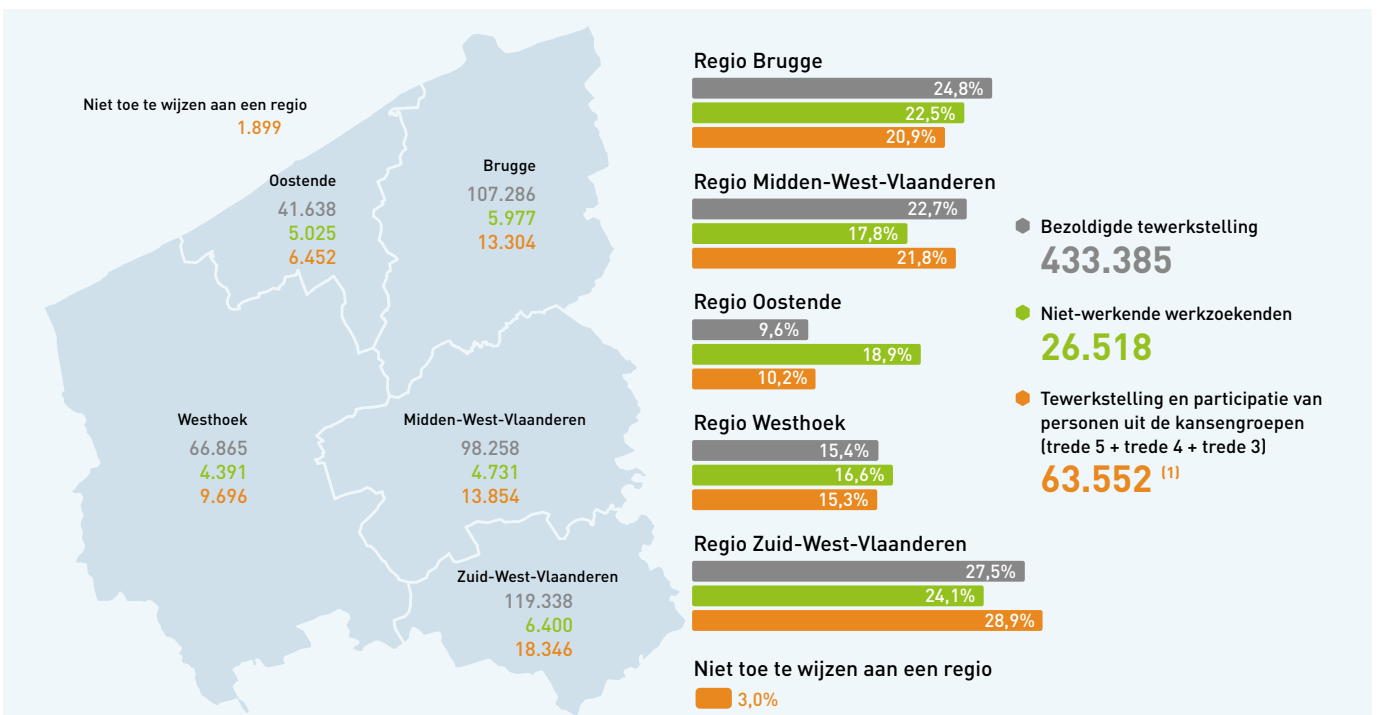 Niet toe te wijzen aan een regio
1.899
Oostende
41.638
5.025
6.452
Brugge
107.286
5.977
13.304
Westhoek
66.865
4.391
9.696
Midden-West-Vlaanderen
98.258
4.731
13.854
Zuid-West-Vlaanderen
119.338
6.400
18.346
Regio Brugge
24,8%
22,5%
20,9%
Regio Midden-West-Vlaanderen
22,7%
17,8%
21,8%
Regio Oostende
9,6%
18,9%
10,2%
Regio Westhoek
15,4%
16,6%
15,3%
Regio Zuid-West-Vlaanderen
27,5%
24,1%
28,9%
Niet toe te wijzen aan een regio
3,0%
Bezoldigde tewerkstelling
433.385
Niet-werkende werkzoekenden
26.518
Tewerkstelling en participatie van
personen uit de kansengroepen
(trede 5 + trede 4 + trede 3)
63.552 (1)